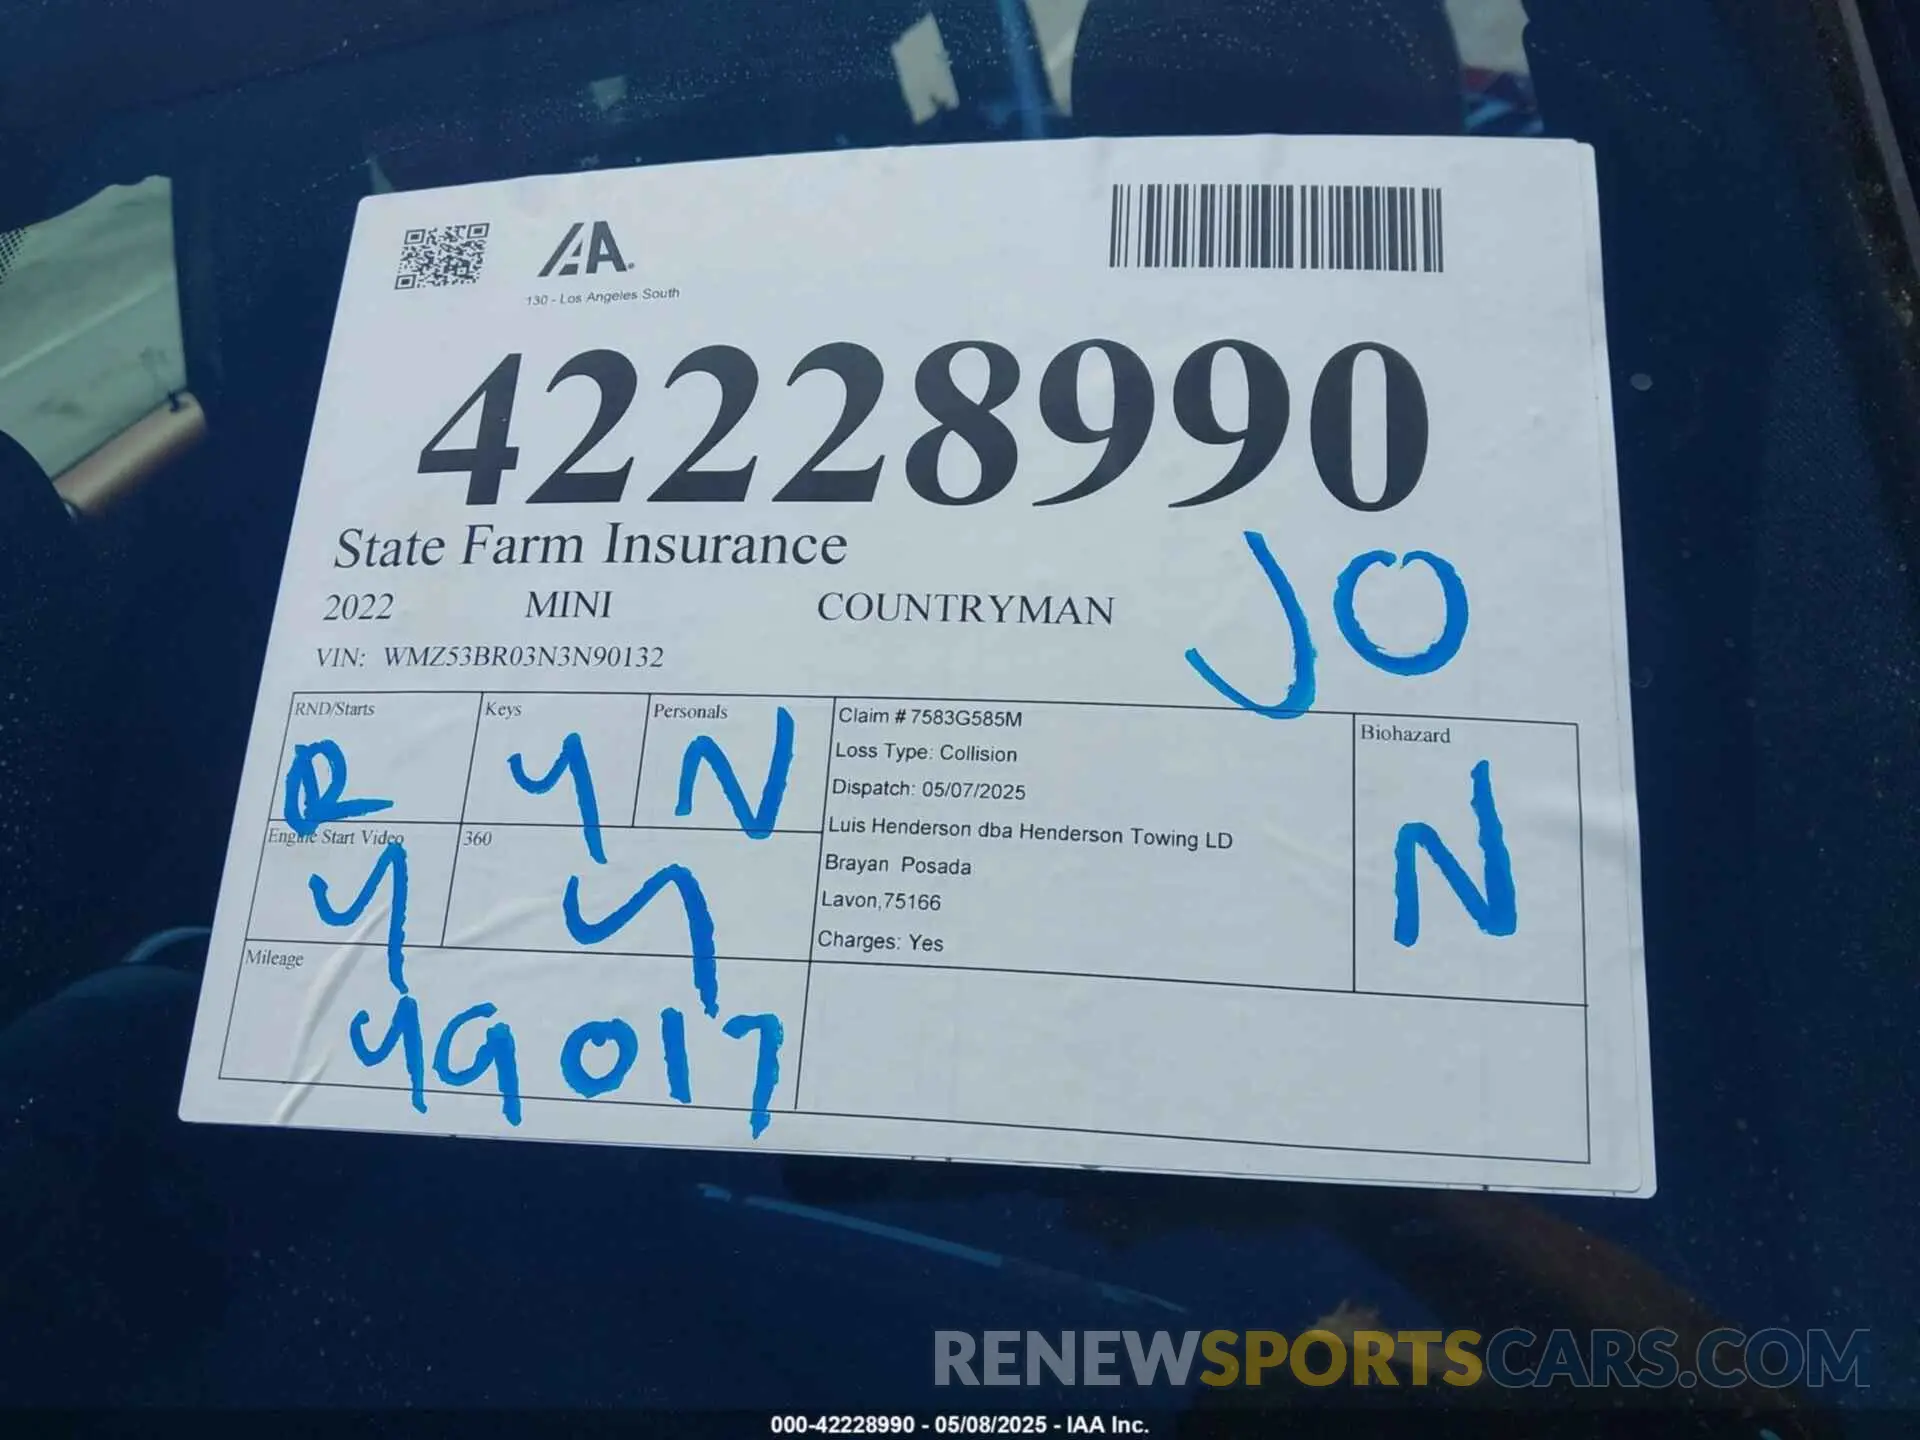 IAA
130 - Los Angeles South
42228990
State Farm Insurance
2022 MINI COUNTRYMAN
JO
VIN: WMZ53BR03N3N90132
RND/Starts
R
Keys
Y
Personals
N
Engine Start Video
Y
360
Y
Mileage
49017
Claim # 7583G585M
Loss Type: Collision
Dispatch: 05/07/2025
Luis Henderson dba Henderson Towing LD
Brayan Posada
Lavon,75166
Charges: Yes
Biohazard
N
RENEWSPORTSCARS.COM
000-42228990 - 05/08/2025 - IAA Inc.